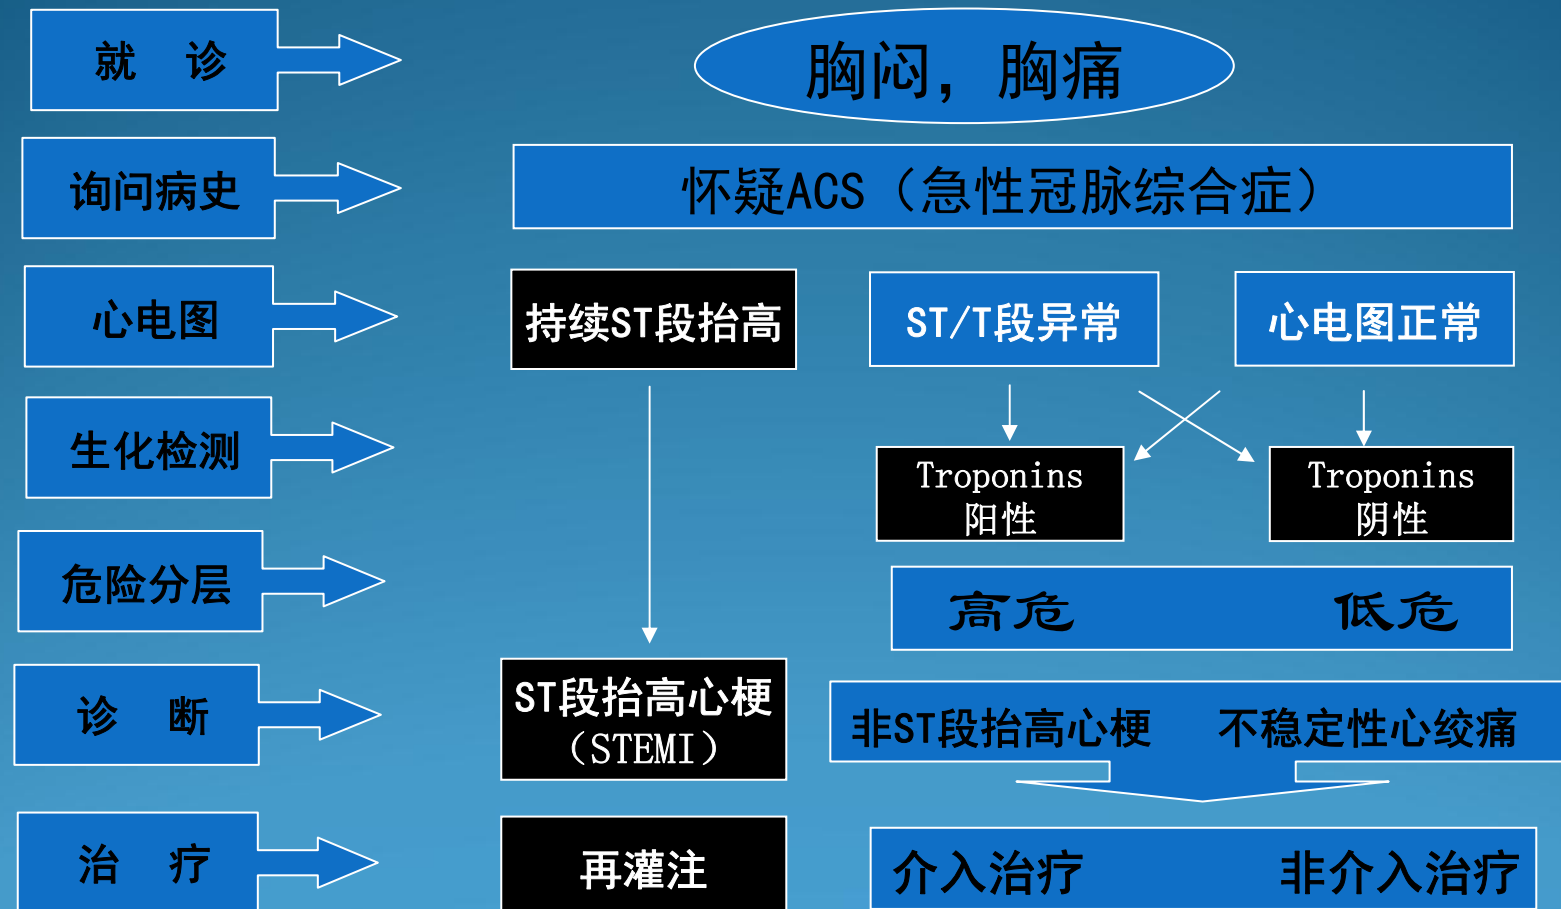 就 诊
胸闷，胸痛
询问病史
怀疑ACS（急性冠脉综合症）
心电图
持续ST段抬高
ST/T段异常
心电图正常
生化检测
Troponins
阳性
Troponins
阴性
危险分层
高危
低危
诊 断
ST段抬高心梗
（STEMI）
非ST段抬高心梗
不稳定性心绞痛
治 疗
再灌注
介入治疗
非介入治疗